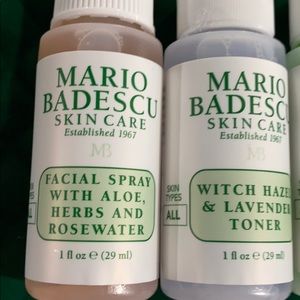 MARIO
BADESCU
SKIN CARE
Established 1967
MB
FACIAL SPRAY
WITH ALOE,
HERBS AND
ROSEWATER
1 fl oz ℮ (29 ml)
ALL
MARIO
BADESCU
SKIN CARE
Established 1967
MB
SKIN
TYPES
ALL
WITCH HAZEL
& LAVENDER
TONER
1 fl oz ℮ (29 ml)